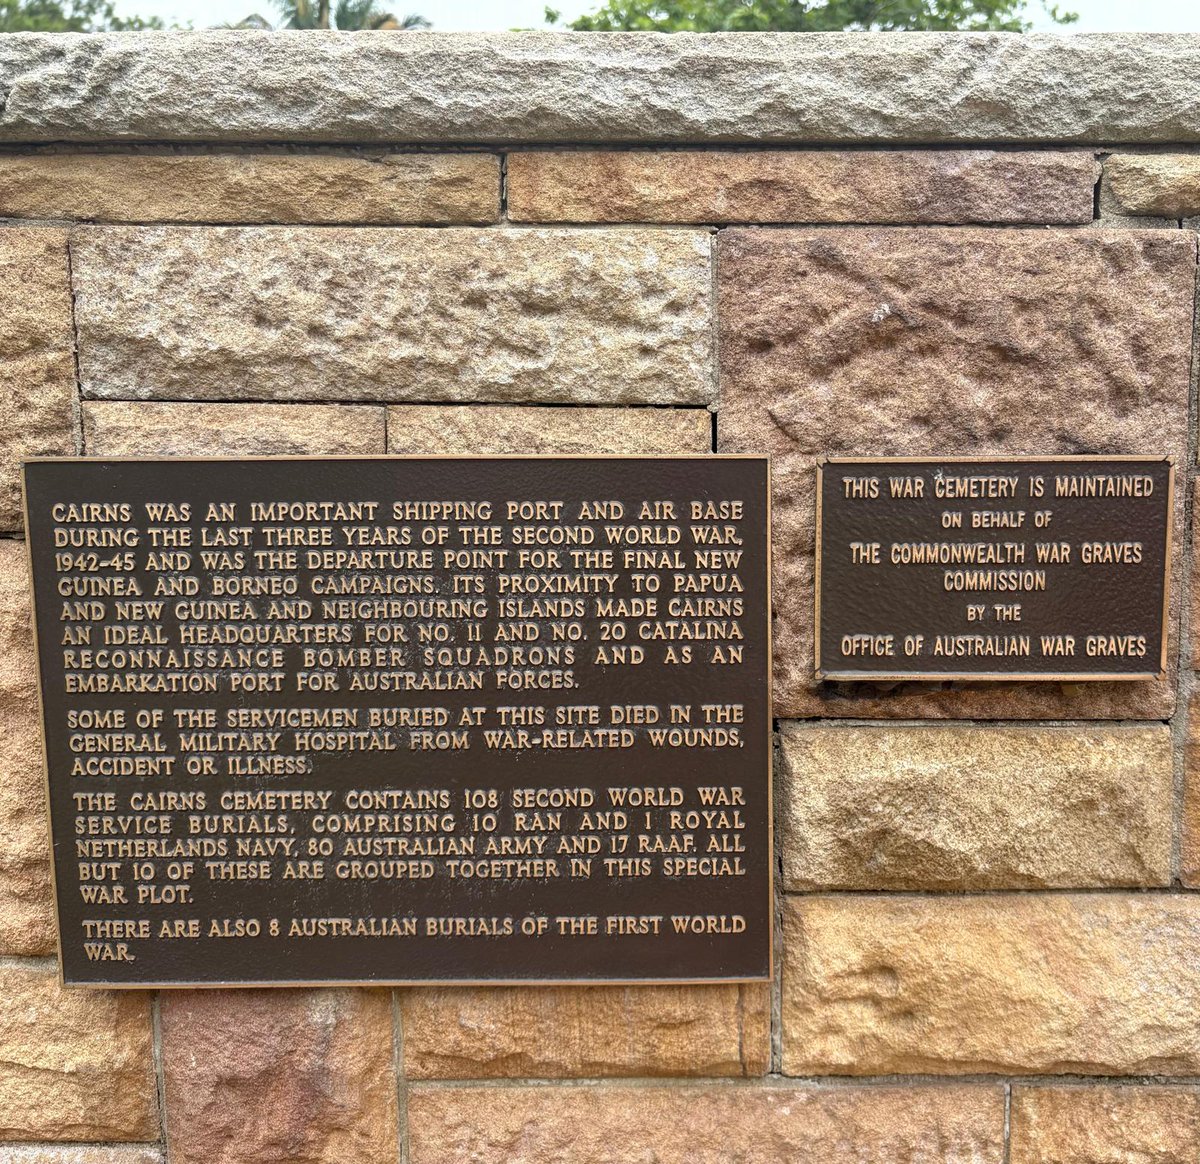 CAIRNS WAS AN IMPORTANT SHIPPING PORT AND AIR BASE
DURING THE LAST THREE YEARS OF THE SECOND WORLD WAR,
1942-45 AND WAS THE DEPARTURE POINT FOR THE FINAL NEW
GUINEA AND BORNEO CAMPAIGNS. ITS PROXIMITY TO PAPUA
AND NEW GUINEA AND NEIGHBOURING ISLANDS MADE CAIRNS
AN IDEAL HEADQUARTERS FOR NO. 11 AND NO. 20 CATALINA
RECONNAISSANCE BOMBER SQUADRONS AND AS AN
EMBARKATION PORT FOR AUSTRALIAN FORCES.
SOME OF THE SERVICEMEN BURIED AT THIS SITE DIED IN THE
GENERAL MILITARY HOSPITAL FROM WAR-RELATED WOUNDS,
ACCIDENT OR ILLNESS.
THE CAIRNS CEMETERY CONTAINS 108 SECOND WORLD WAR
SERVICE BURIALS, COMPRISING 10 RAN AND 1 ROYAL
NETHERLANDS NAVY, 80 AUSTRALIAN ARMY AND 17 RAAF. ALL
BUT 10 OF THESE ARE GROUPED TOGETHER IN THIS SPECIAL
WAR PLOT.
THERE ARE ALSO 8 AUSTRALIAN BURIALS OF THE FIRST WORLD
WAR.
THIS WAR CEMETERY IS MAINTAINED
ON BEHALF OF
THE COMMONWEALTH WAR GRAVES
COMMISSION
BY THE
OFFICE OF AUSTRALIAN WAR GRAVES